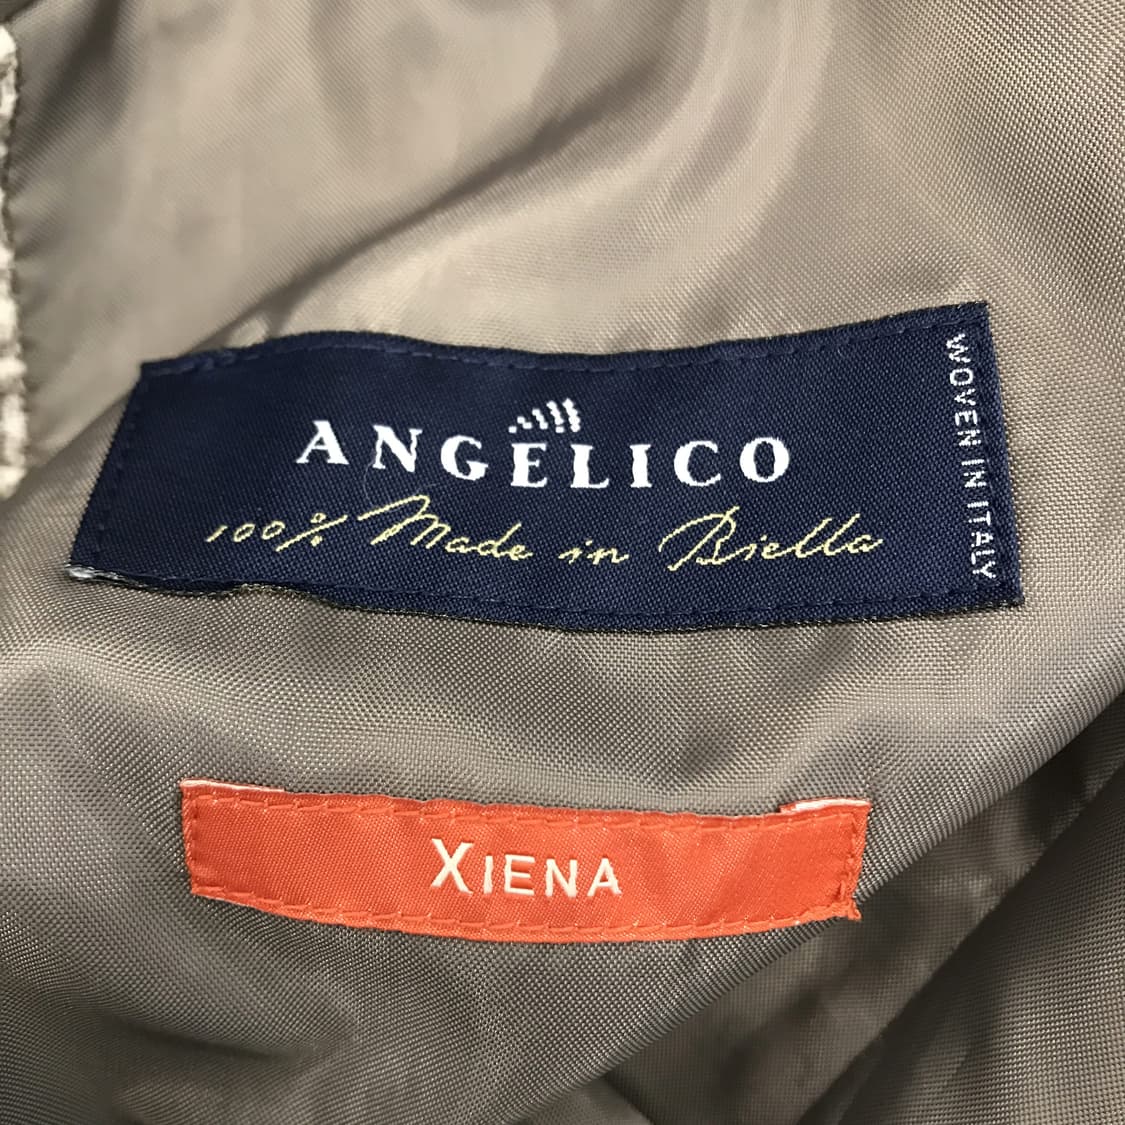 ANGELICO
100% Made in Biella
WOVEN IN ITALY
XIENA